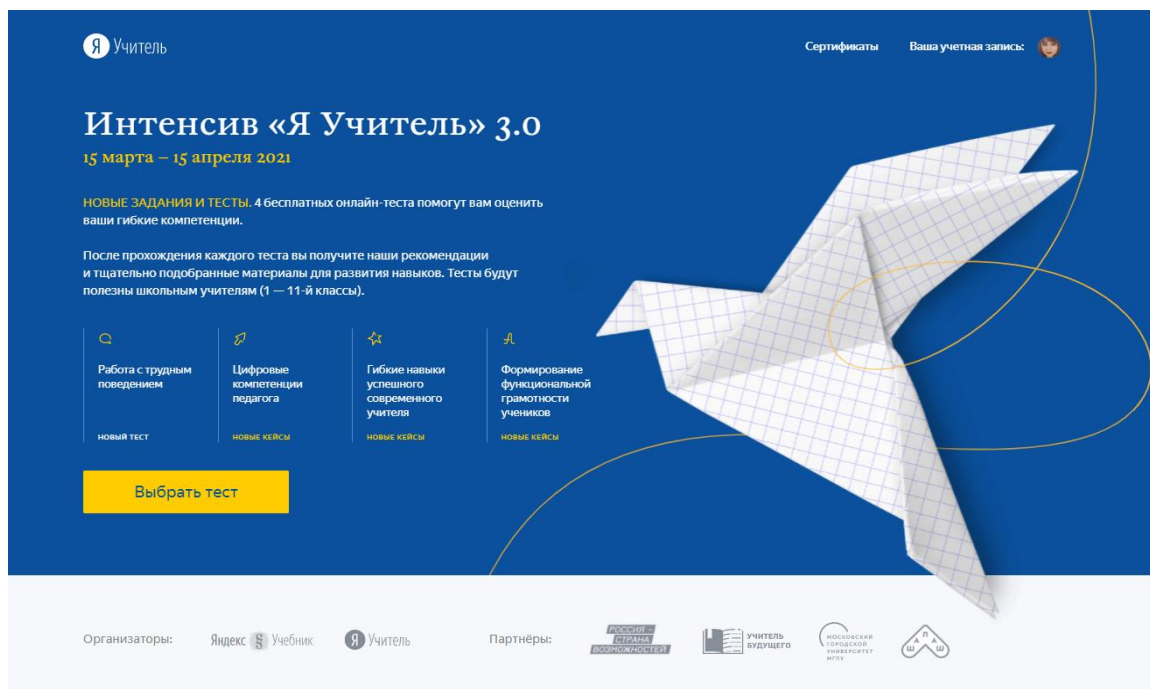 Я Учитель
Сертификаты
Ваша учетная запись:
Интенсив «Я Учитель» 3.0
15 марта – 15 апреля 2021
НОВЫЕ ЗАДАНИЯ И ТЕСТЫ. 4 бесплатных онлайн-теста помогут вам оценить
ваши гибкие компетенции.
После прохождения каждого теста вы получите наши рекомендации
и тщательно подобранные материалы для развития навыков. Тесты будут
полезны школьным учителям (1 — 11-й классы).
Работа с трудным
поведением
НОВЫЙ ТЕСТ
Цифровые
компетенции
педагога
НОВЫЕ КЕЙСЫ
Гибкие навыки
успешного
современного
учителя
НОВЫЕ КЕЙСЫ
Формирование
функциональной
грамотности
учеников
НОВЫЕ КЕЙСЫ
Выбрать тест
Организаторы:
Яндекс § Учебник
Я Учитель
Партнёры:
РОССИЯ –
СТРАНА
ВОЗМОЖНОСТЕЙ
УЧИТЕЛЬ
БУДУЩЕГО
МОСКОВСКИЙ
ГОРОДСКОЙ
УНИВЕРСИТЕТ
МГПУ
ШАЛАШ